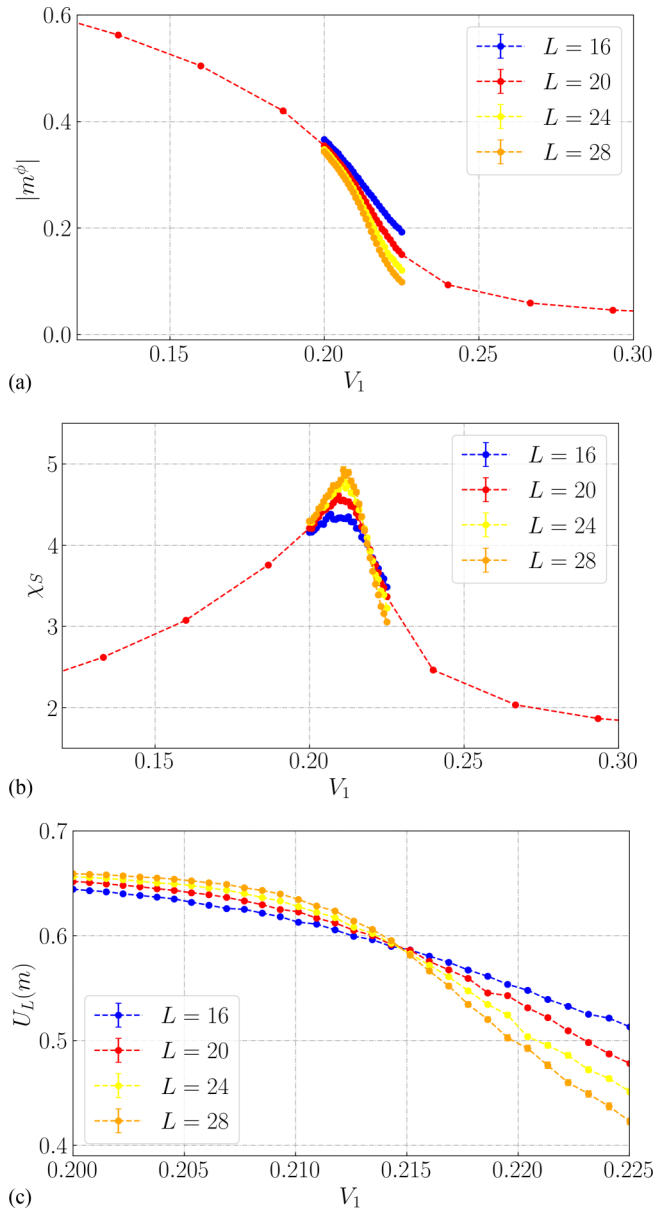 0.6
0.4
0.2
0.0
|m^ϕ|
L = 16
L = 20
L = 24
L = 28
0.15 0.20 0.25 0.30
(a)
V₁
5
4
3
2
χ_S
L = 16
L = 20
L = 24
L = 28
0.15 0.20 0.25 0.30
(b)
V₁
0.7
0.6
0.5
0.4
U_L(m)
L = 16
L = 20
L = 24
L = 28
0.200 0.205 0.210 0.215 0.220 0.225
(c)
V₁